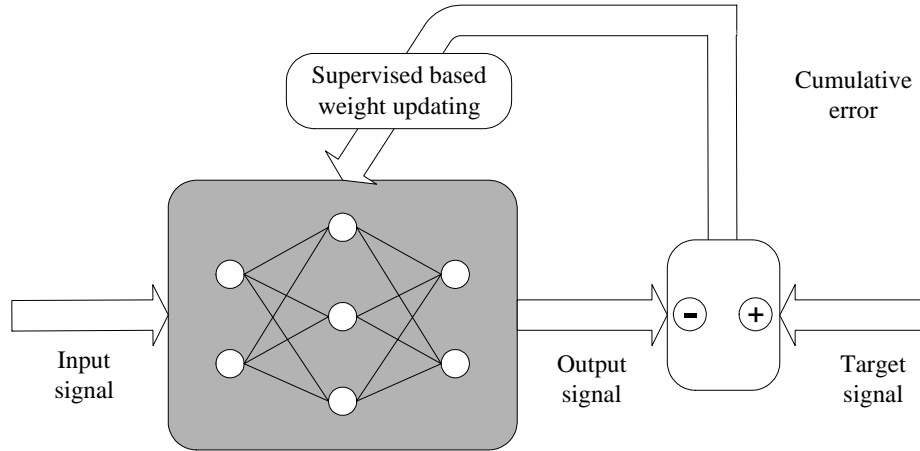 Supervised based
weight updating
Cumulative
error
-
+
Input
signal
Output
signal
Target
signal